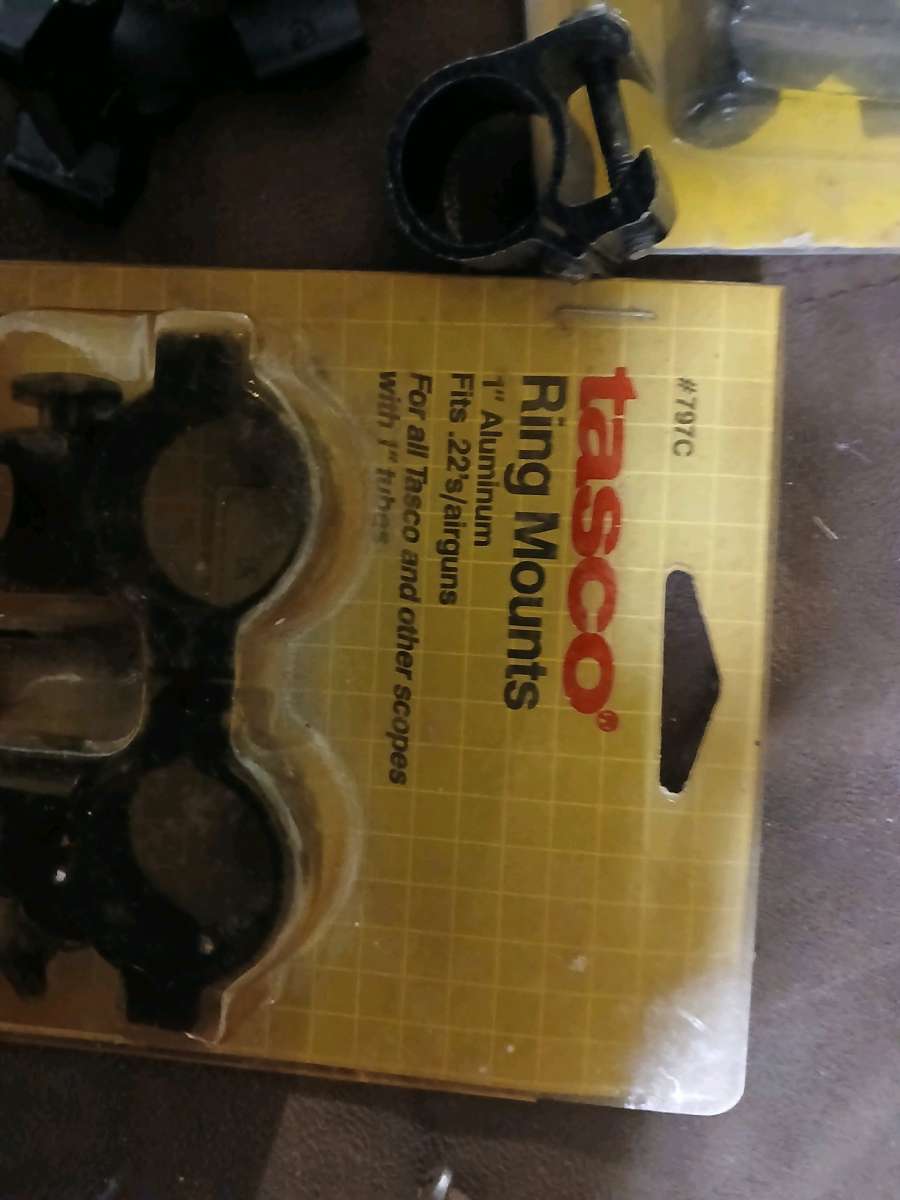 #797C
tasco®
Ring Mounts
1" Aluminum
Fits .22's/airguns
For all Tasco and other scopes
with 1" tubes